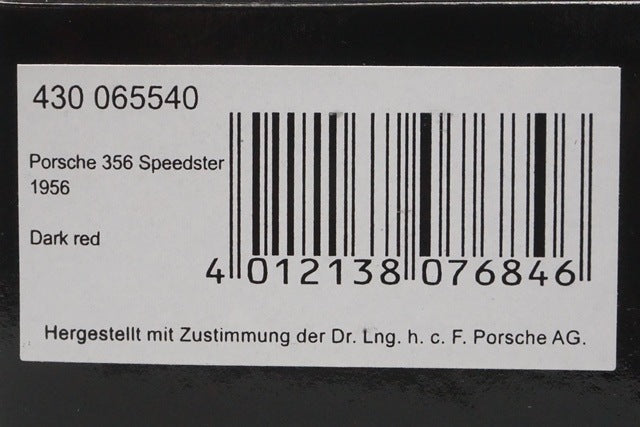 430 065540
Porsche 356 Speedster
1956
Dark red
4 012138 076846
Hergestellt mit Zustimmung der Dr. Lng. h. c. F. Porsche AG.